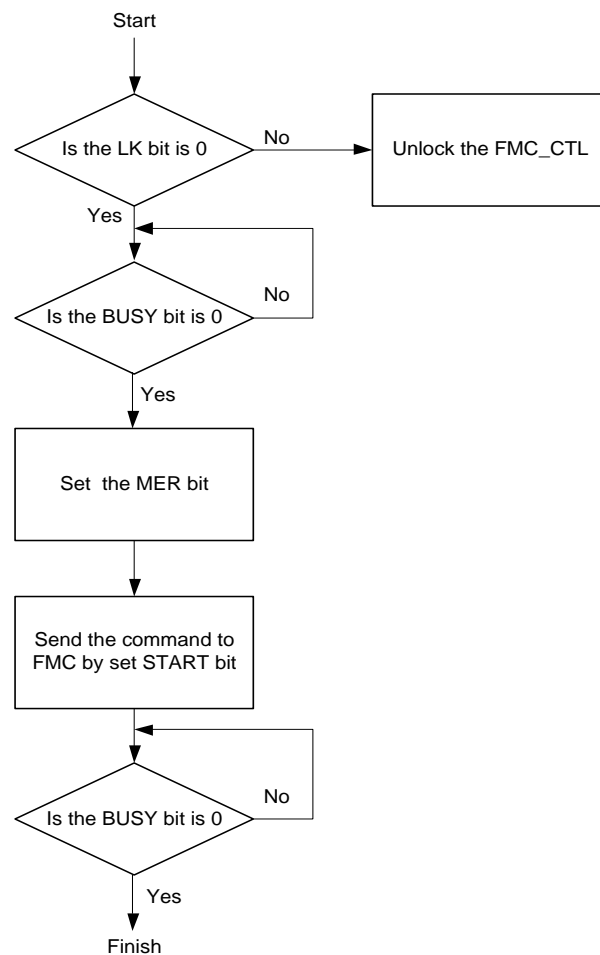 Start
Is the LK bit is 0
No
Unlock the FMC_CTL
Yes
Is the BUSY bit is 0
No
Yes
Set the MER bit
Send the command to
FMC by set START bit
Is the BUSY bit is 0
No
Yes
Finish